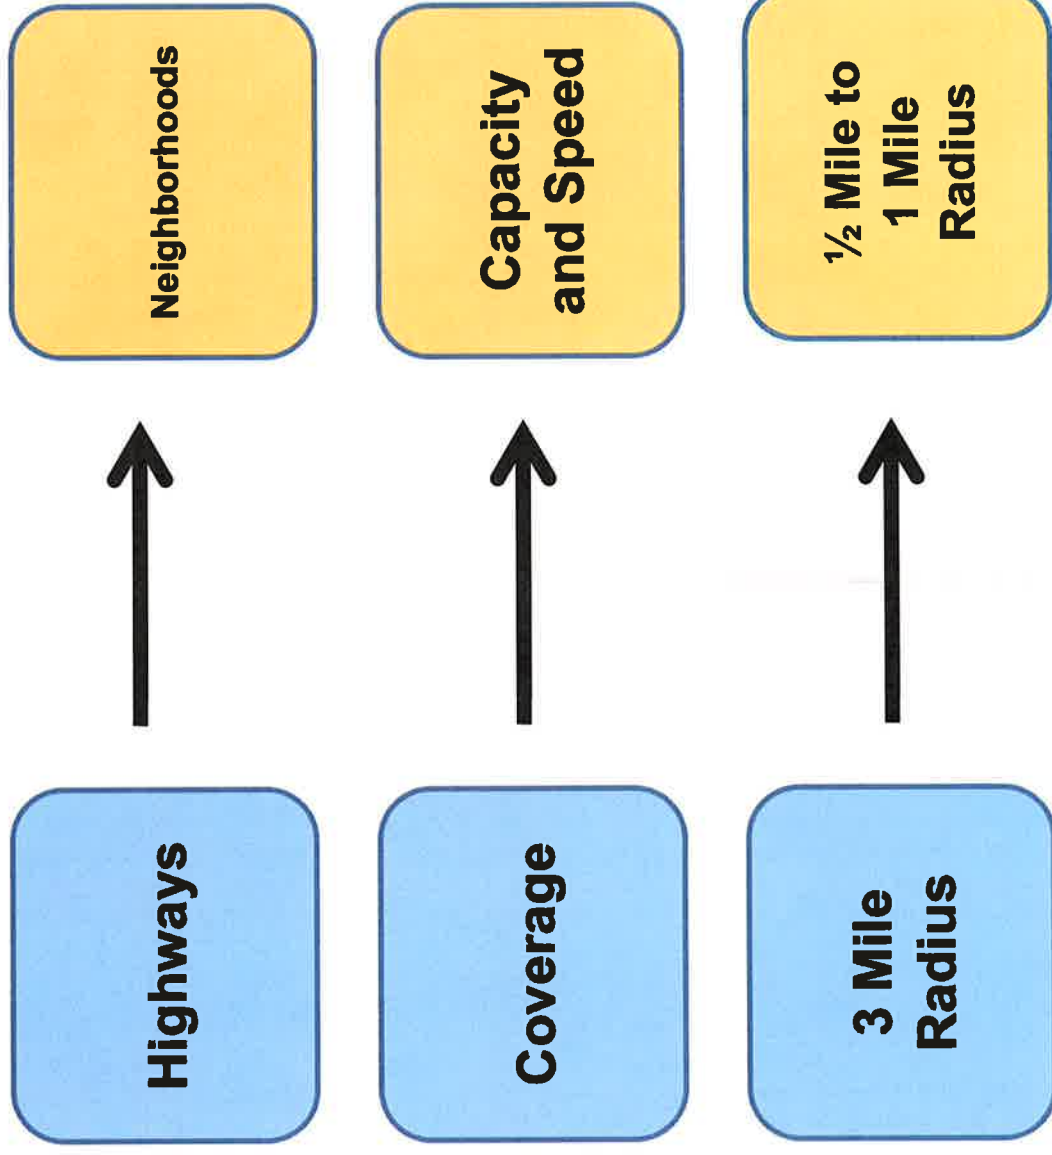 Highways
Neighborhoods
Coverage
Capacity
and Speed
3 Mile
Radius
½ Mile to
1 Mile
Radius